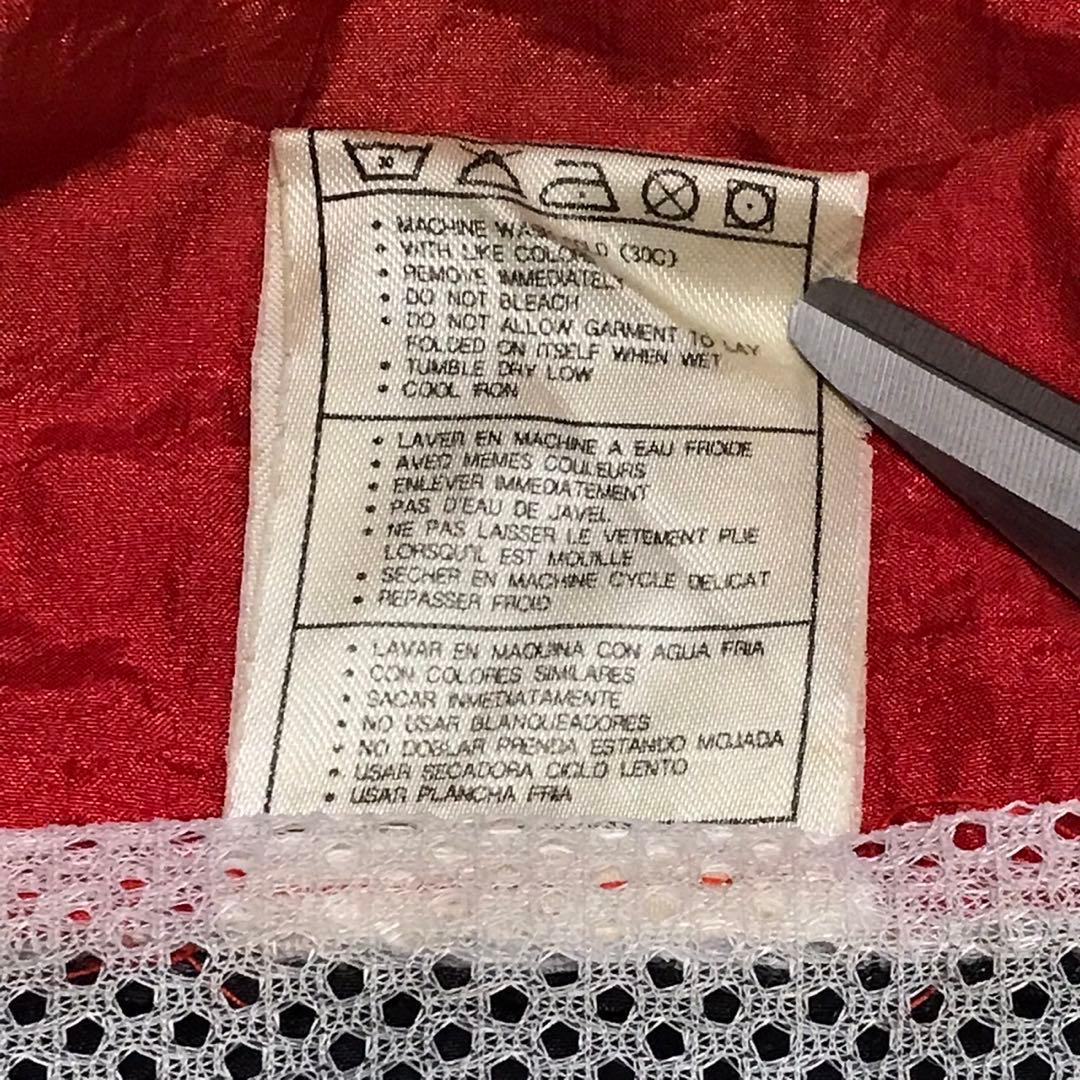 30
• MACHINE
• WITH LIKE (30C)
• REMOVE IMMEDIATELY
• DO NOT BLEACH
• DO NOT ALLOW GARMENT TO LAY
FOLDED ON ITSELF WHEN WET
• TUMBLE DRY LOW
• COOL IRON
• LAVER EN MACHINE A EAU FROIDE
• AVEC MEMES COULEURS
• ENLEVER IMMEDIATEMENT
• PAS D'EAU DE JAVEL
• NE PAS LAISSER LE VETEMENT PLIE
LORSQU'IL EST MOUILLE
• SECHER EN MACHINE CYCLE DELICAT
• REPASSER FROID
• LAVAR EN MAQUINA CON AGUA FRIA
• CON COLORES SIMILARES
• SACAR INMEDIATAMENTE
• NO USAR BLANQUEADORES
• NO DOBLAR PRENDA ESTANDO MOJADA
• USAR SECADORA CICLO LENTO
• USAR PLANCHA FRIA